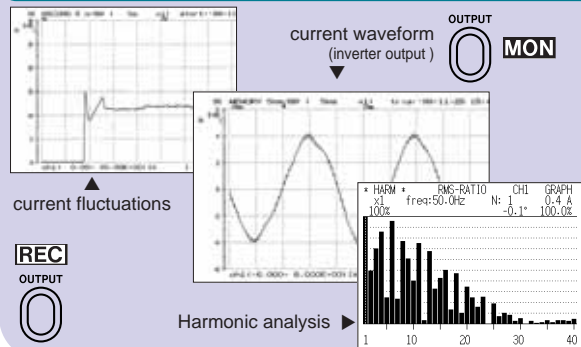 OUTPUT
MON
current waveform
(inverter output )
current fluctuations
REC
OUTPUT
Harmonic analysis
* HARM * RMS-RATIO CH1 GRAPH
x1 freq:50.0Hz N: 1 0.4 A
100% -0.1° 100.0%
1 10 20 30 40